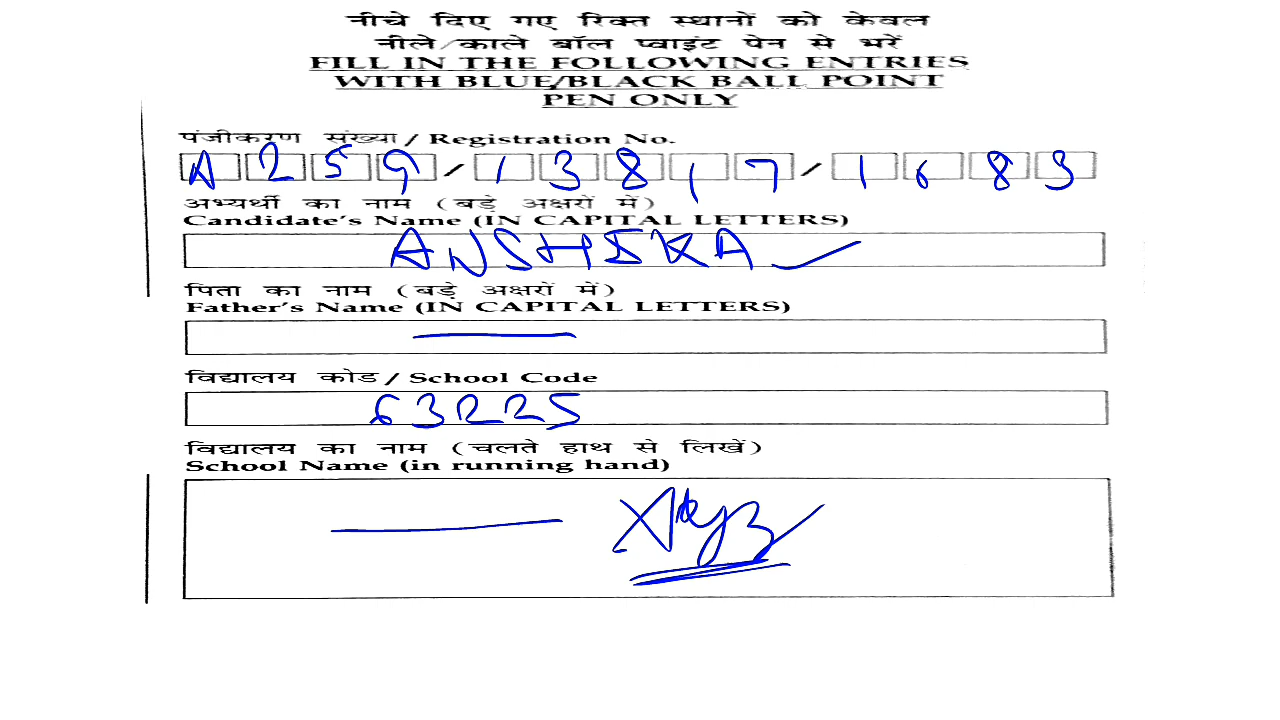 नीचे दिए गए रिक्त स्थानों को केवल
नीले/काले बॉल प्वाइंट पेन से भरें
FILL IN THE FOLLOWING ENTRIES
WITH BLUE/BLACK BALL POINT
PEN ONLY
पंजीकरण संख्या / Registration No.
A259/13817/1683
अभ्यर्थी का नाम (बड़े अक्षरों में)
Candidate's Name (IN CAPITAL LETTERS)
ANSHIKA
पिता का नाम (बड़े अक्षरों में)
Father's Name (IN CAPITAL LETTERS)
विद्यालय कोड / School Code
63225
विद्यालय का नाम (चलते हाथ से लिखें)
School Name (in running hand)